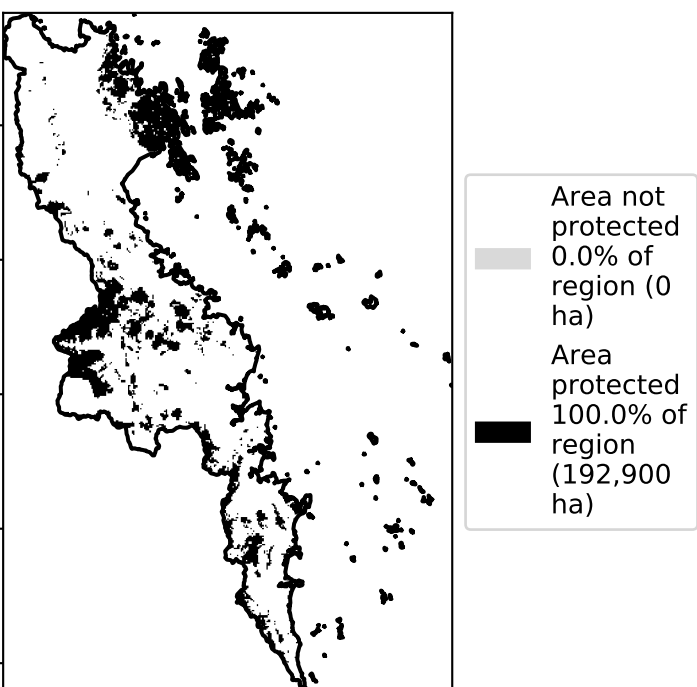 Area not
protected
0.0% of
region (0
ha)
Area
protected
100.0% of
region
(192,900
ha)